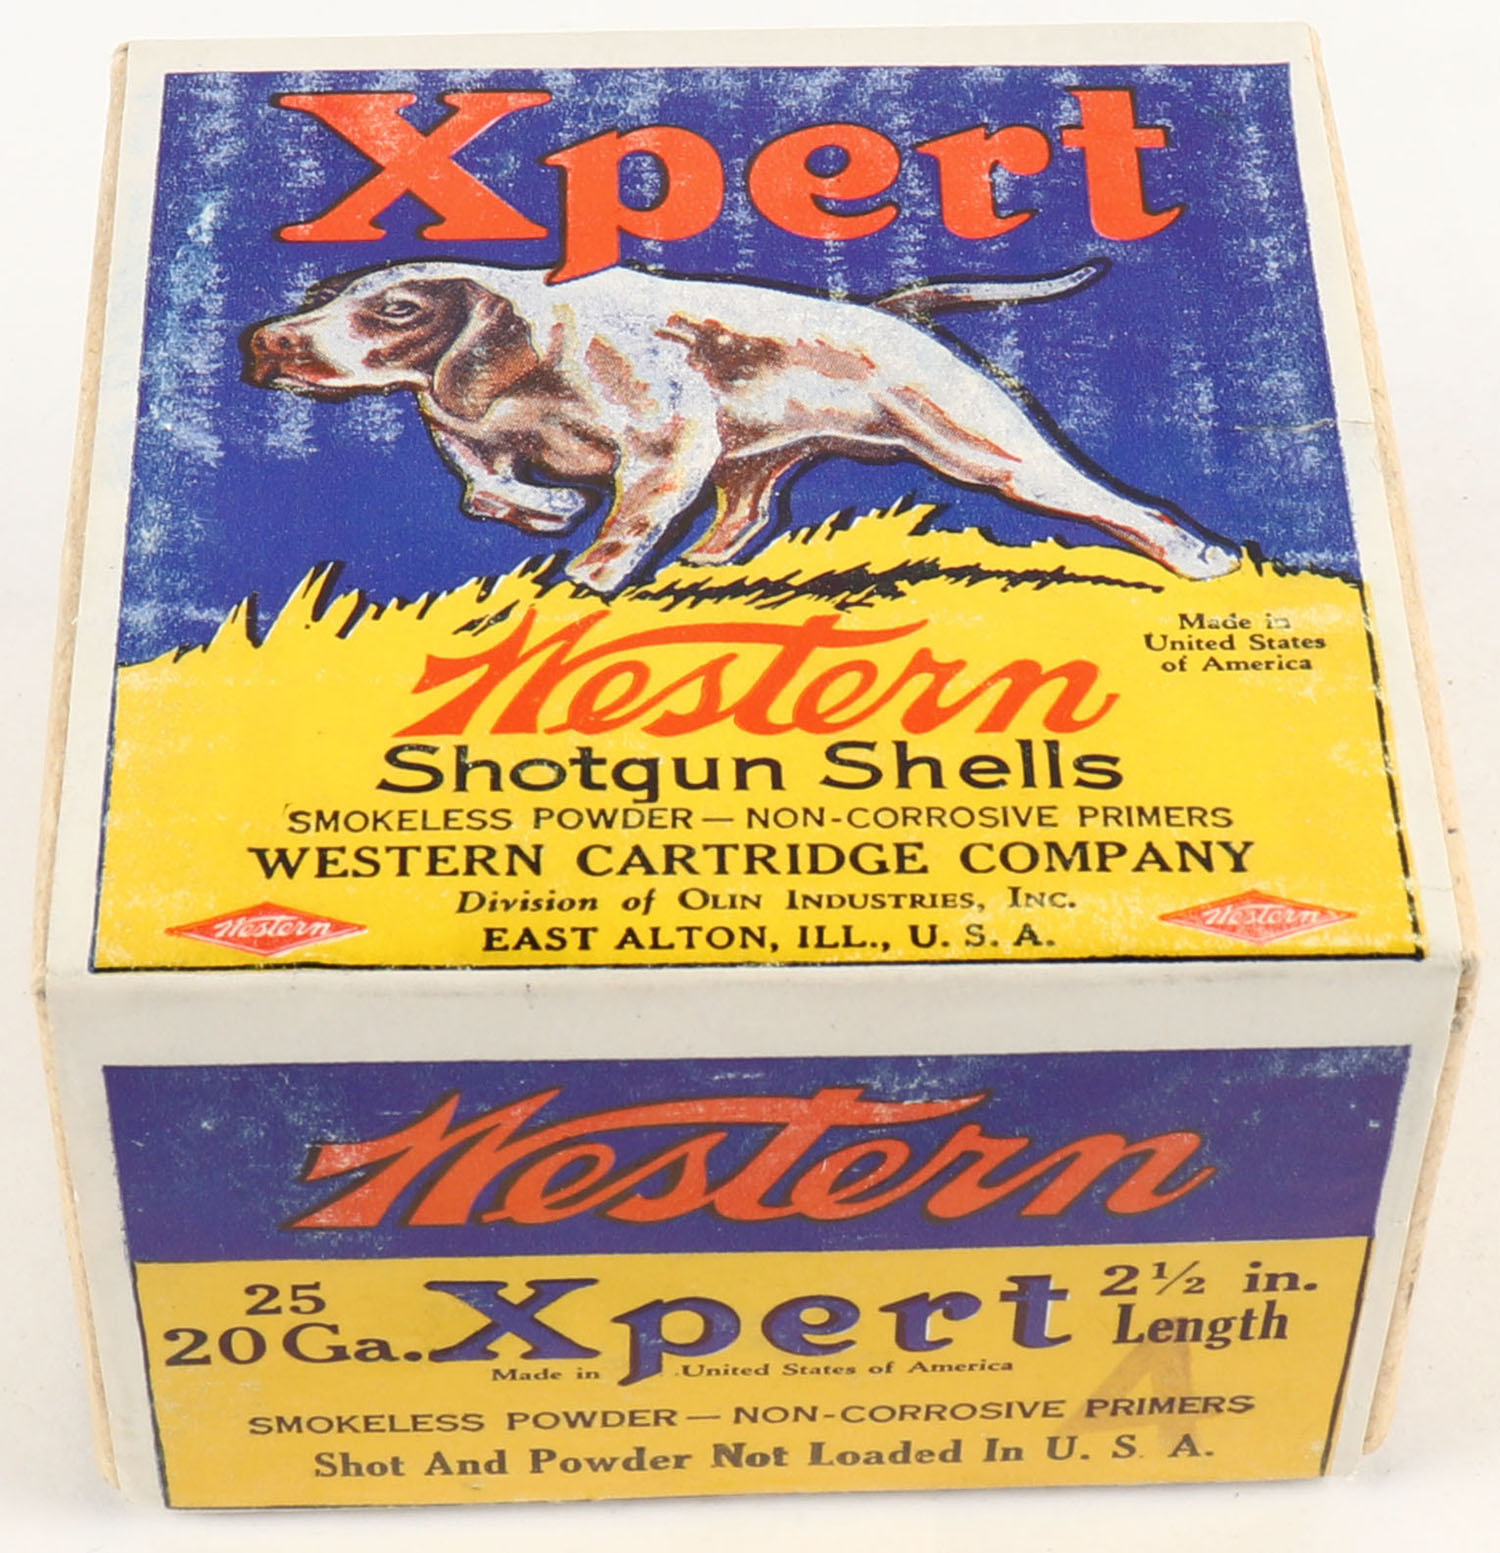 Xpert
Made in
United States
of America
Western
Shotgun Shells
SMOKELESS POWDER — NON-CORROSIVE PRIMERS
WESTERN CARTRIDGE COMPANY
Division of OLIN INDUSTRIES, INC.
EAST ALTON, ILL., U. S. A.
Western
Western
Western
25
20 Ga.
Xpert
2½ in.
Length
Made in United States of America
SMOKELESS POWDER — NON-CORROSIVE PRIMERS
Shot And Powder Not Loaded In U. S. A.
4